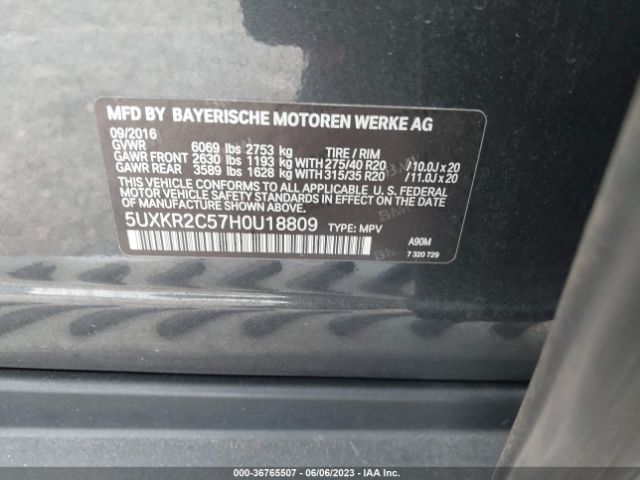 MFD BY BAYERISCHE MOTOREN WERKE AG
09/2016
GVWR 6069 lbs 2753 kg TIRE / RIM
GAWR FRONT 2630 lbs 1193 kg WITH 275/40 R20 / 10.0J x 20
GAWR REAR 3589 lbs 1628 kg WITH 315/35 R20 / 11.0J x 20
THIS VEHICLE CONFORMS TO ALL APPLICABLE U. S. FEDERAL
MOTOR VEHICLE SAFETY STANDARDS IN EFFECT ON THE
DATE OF MANUFACTURE SHOWN ABOVE.
5UXKR2C57H0U18809 TYPE: MPV
A90M
7 320 729
000-36765507 - 06/06/2023 - IAA Inc.